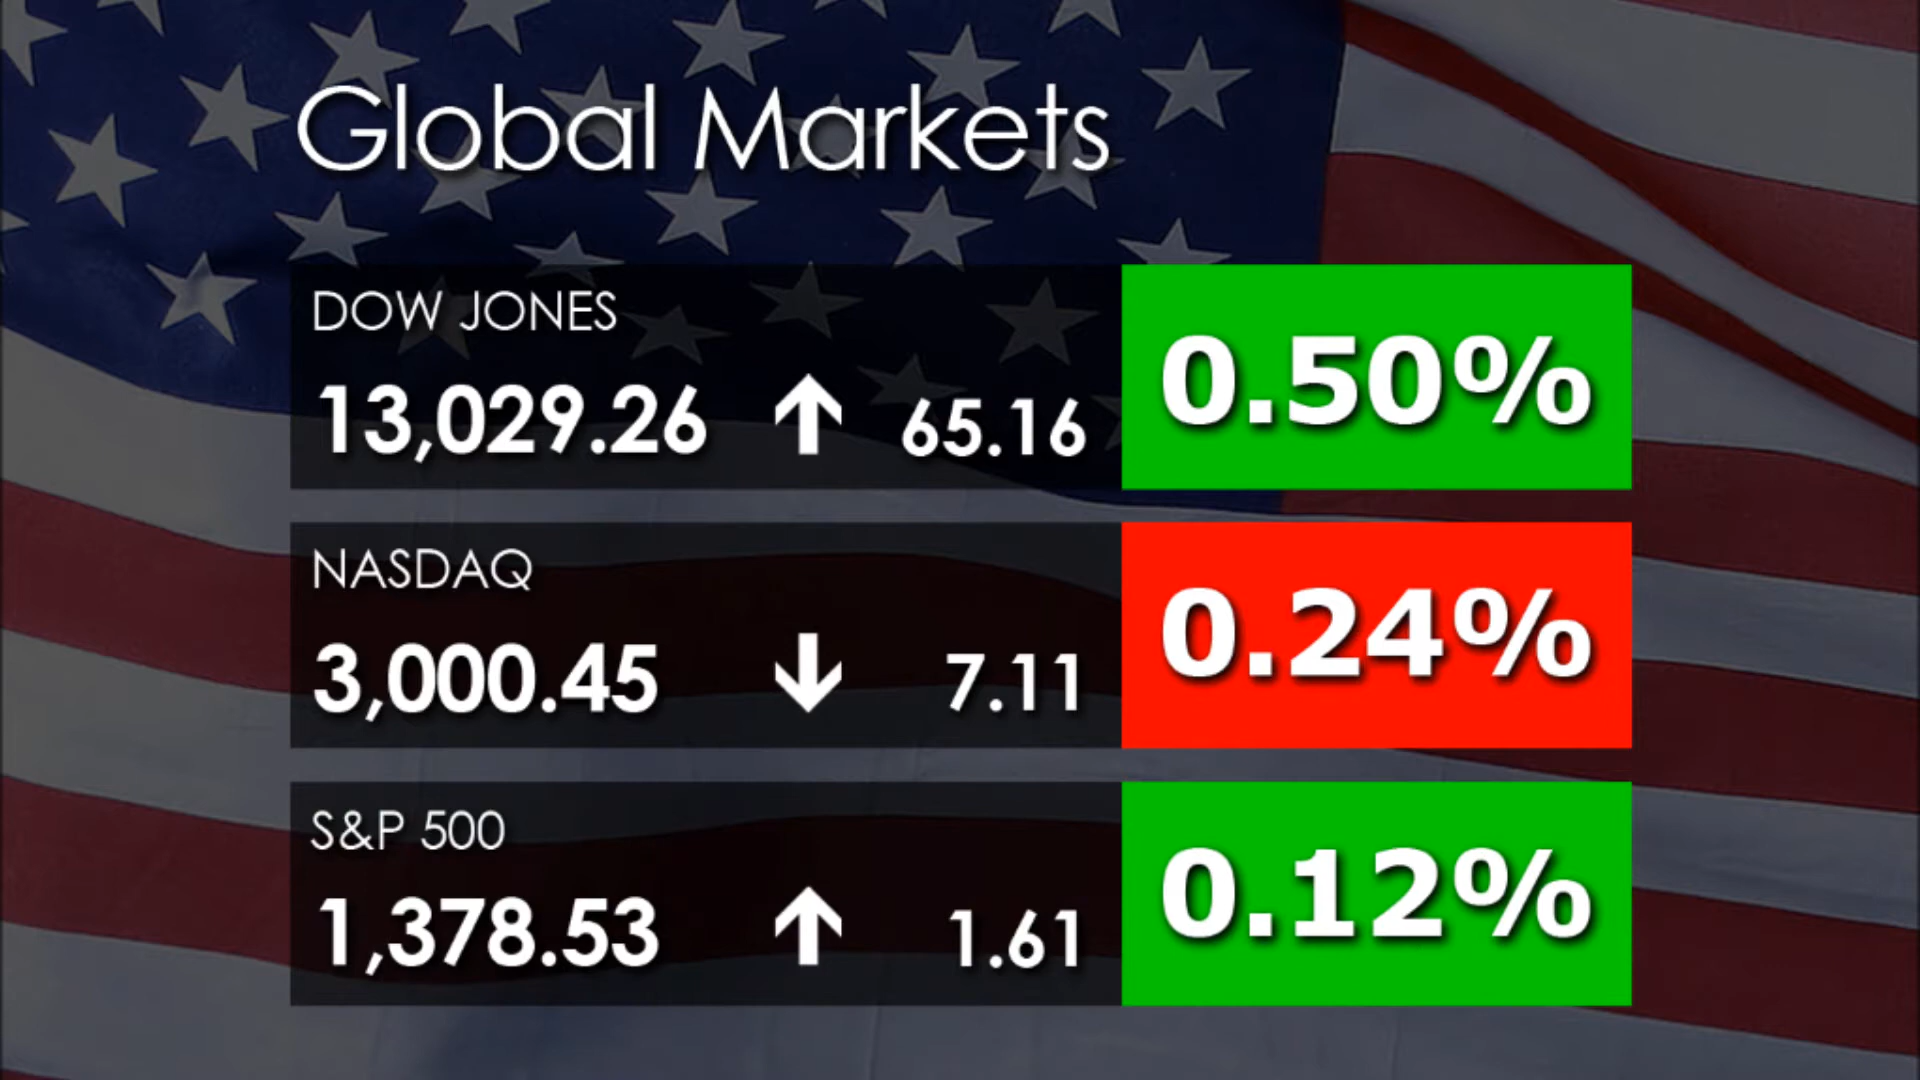 Global Markets
DOW JONES
13,029.26 ↑ 65.16 0.50%
NASDAQ
3,000.45 ↓ 7.11 0.24%
S&P 500
1,378.53 ↑ 1.61 0.12%